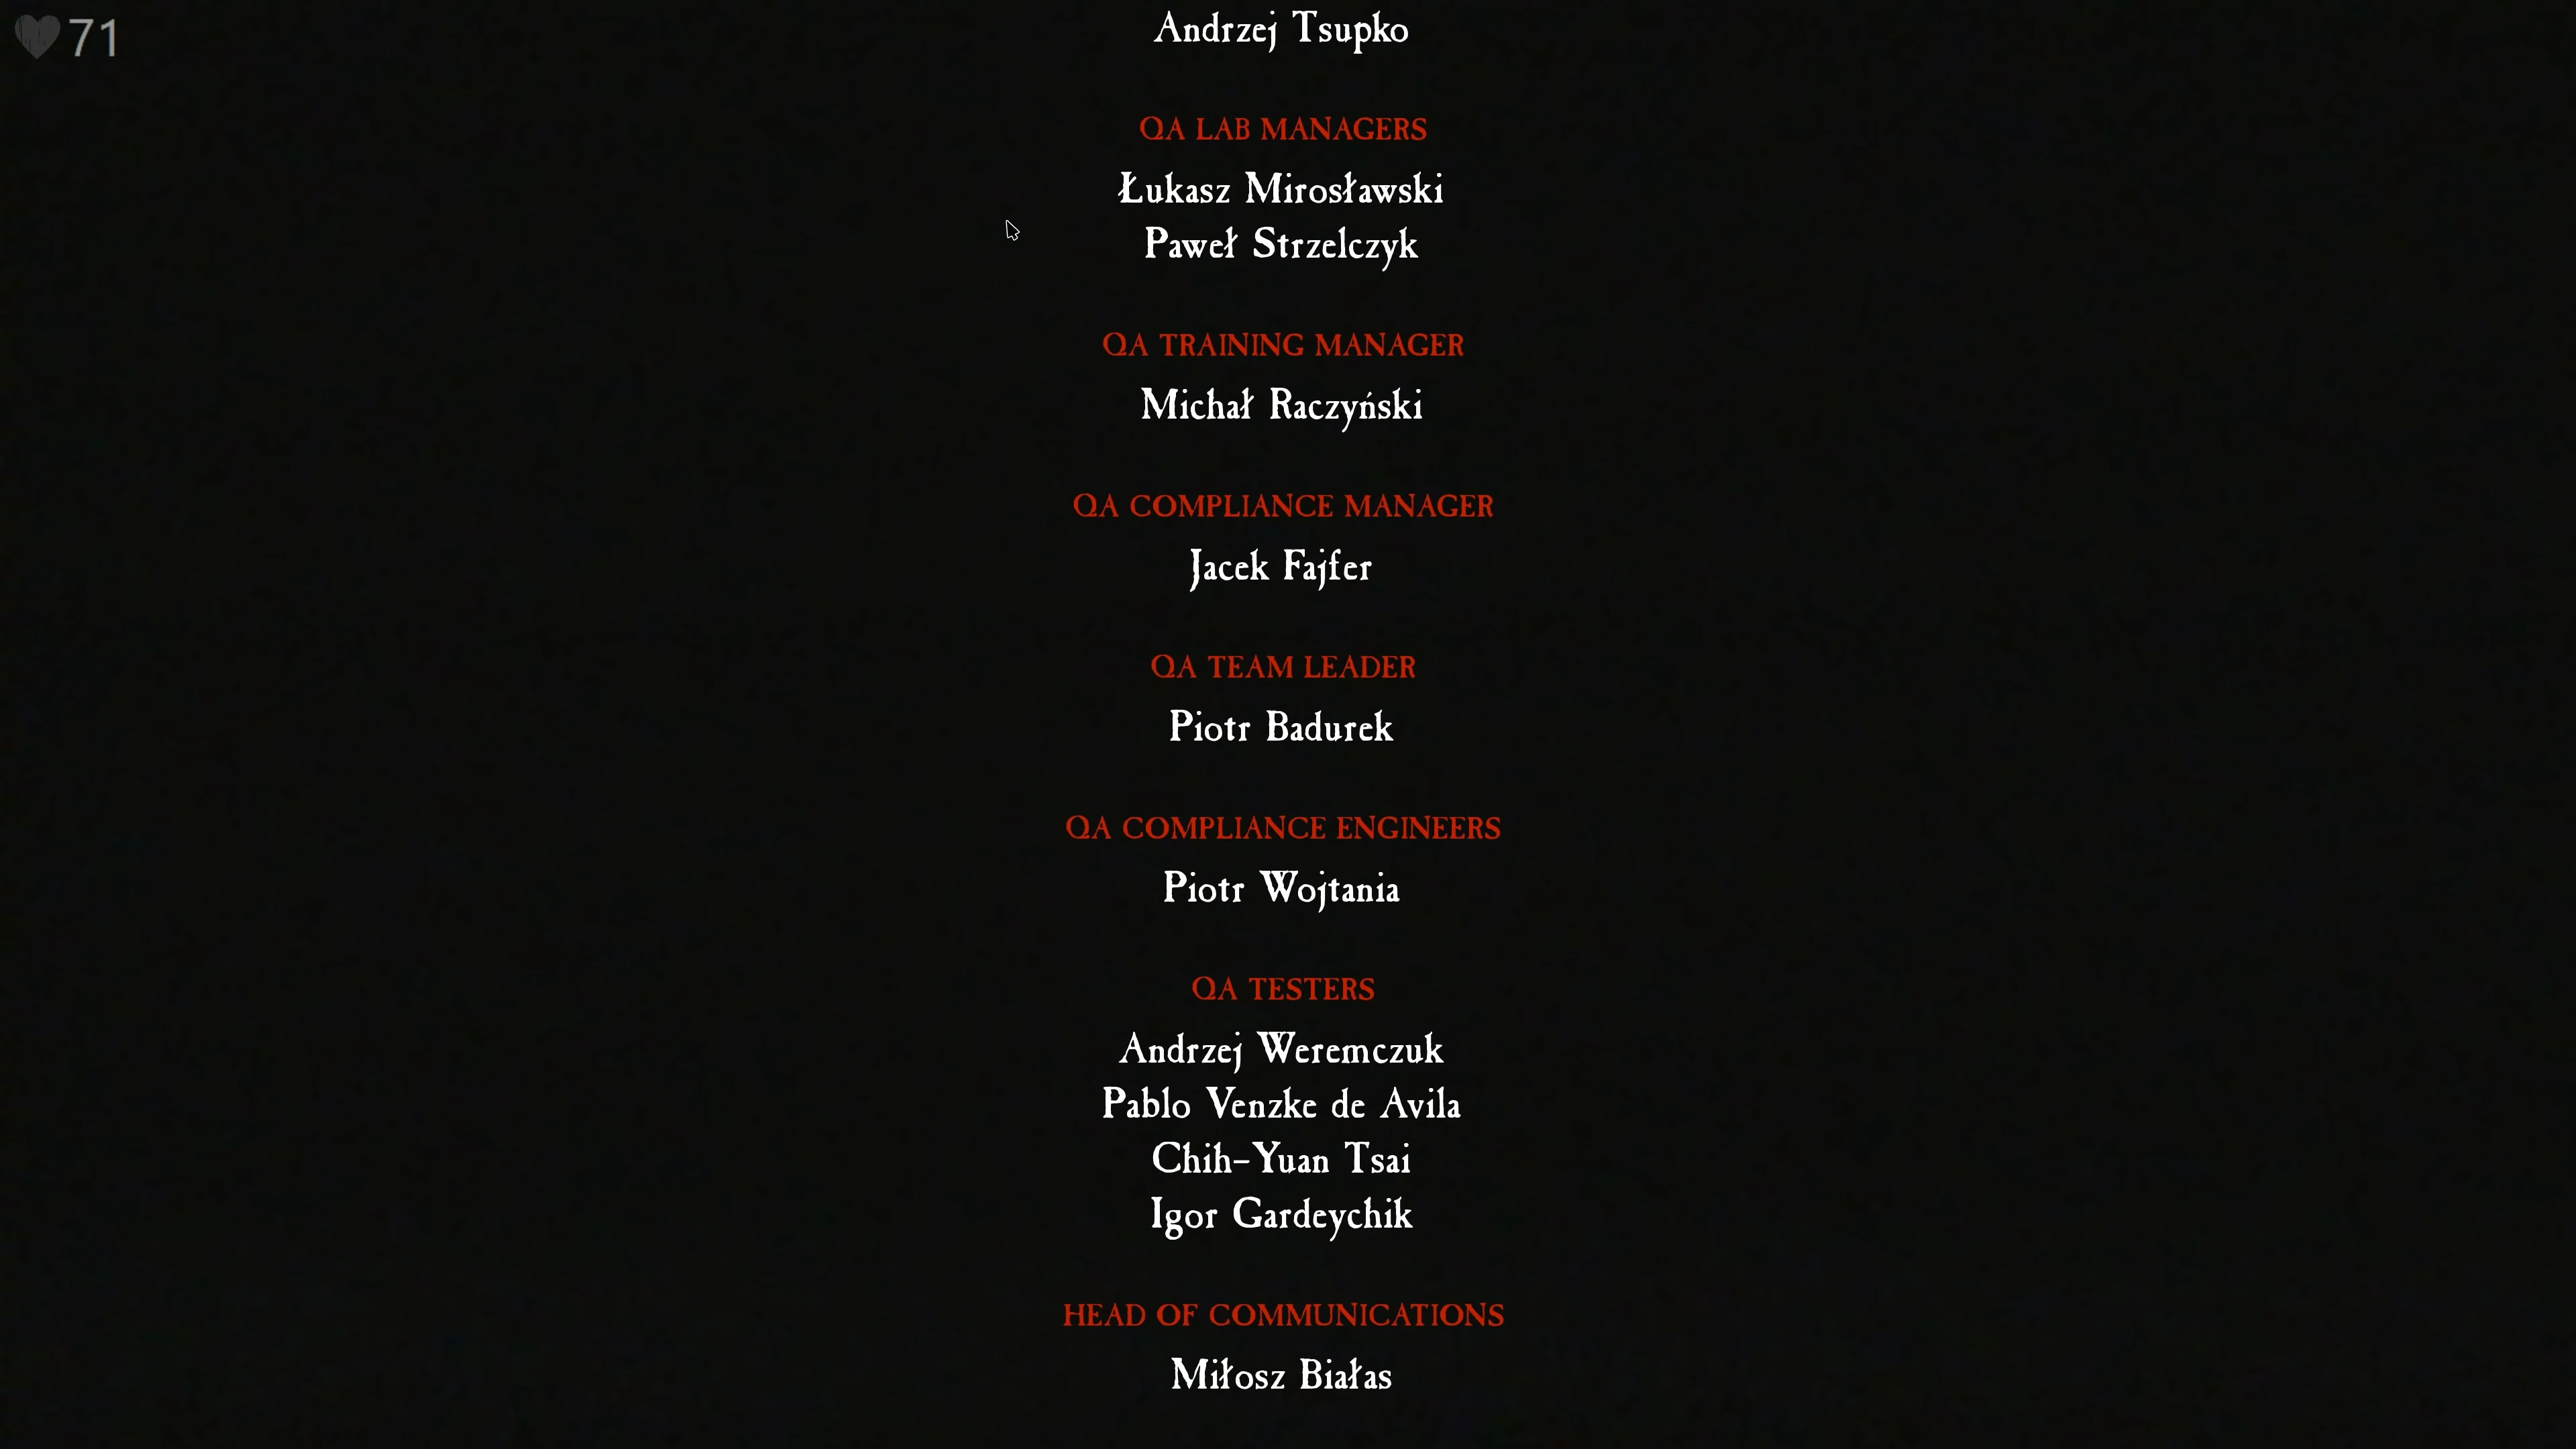 71
Andrzej Tsupko
QA LAB MANAGERS
Łukasz Mirosławski
Paweł Strzelczyk
QA TRAINING MANAGER
Michał Raczyński
QA COMPLIANCE MANAGER
Jacek Fajfer
QA TEAM LEADER
Piotr Badurek
QA COMPLIANCE ENGINEERS
Piotr Wojtania
QA TESTERS
Andrzej Weremczuk
Pablo Venzke de Avila
Chih-Yuan Tsai
Igor Gardeychik
HEAD OF COMMUNICATIONS
Miłosz Białas